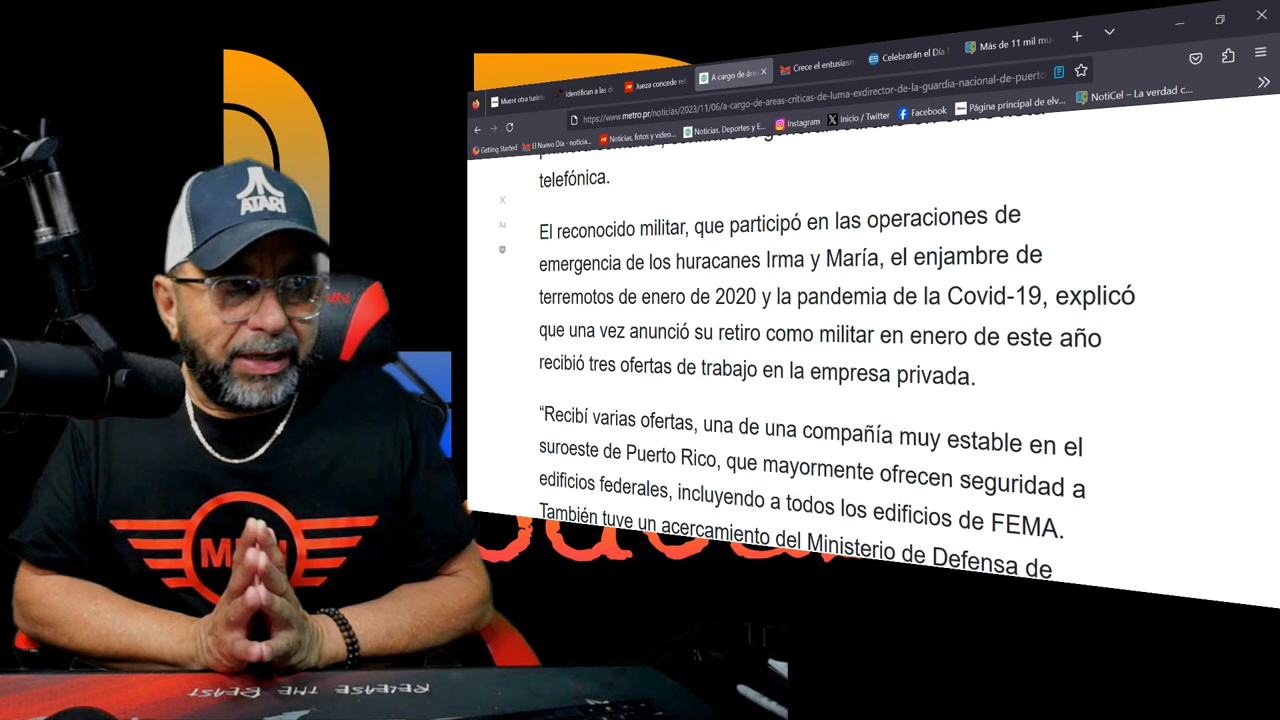 Muere otra turista
Identifican a las d
Jueza concede re
A cargo de áre
Crece el entusiasm
Celebrarán el Día
Más de 11 mil mu
https://www.metro.pr/noticias/2023/11/06/a-cargo-de-areas-criticas-de-luma-exdirector-de-la-guardia-nacional-de-puerto
Getting Started
El Nuevo Día - noticia...
Noticias, fotos y video...
Noticias, Deportes y E...
Instagram
Inicio / Twitter
Facebook
Página principal de elv...
NotiCel – La verdad c...
telefónica.
El reconocido militar, que participó en las operaciones de
emergencia de los huracanes Irma y María, el enjambre de
terremotos de enero de 2020 y la pandemia de la Covid-19, explicó
que una vez anunció su retiro como militar en enero de este año
recibió tres ofertas de trabajo en la empresa privada.
“Recibí varias ofertas, una de una compañía muy estable en el
suroeste de Puerto Rico, que mayormente ofrecen seguridad a
edificios federales, incluyendo a todos los edificios de FEMA.
También tuve un acercamiento del Ministerio de Defensa de
ATARI
RELEASE THE BEAST